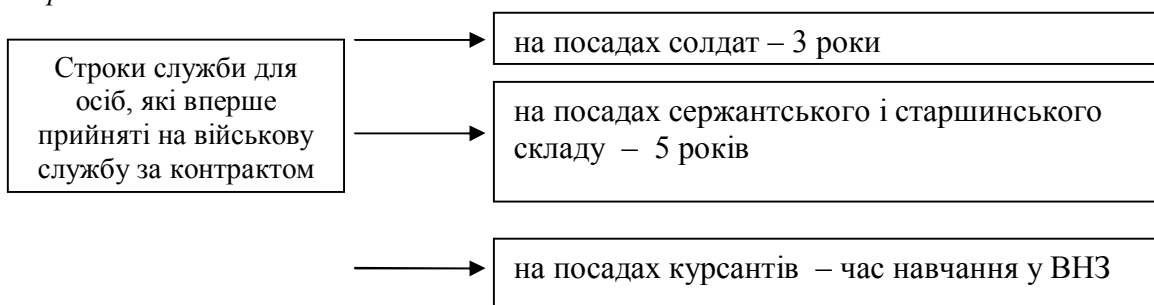 Строки служби для
осіб, які вперше
прийняті на військову
службу за контрактом
на посадах солдат – 3 роки
на посадах сержантського і старшинського
складу – 5 років
на посадах курсантів – час навчання у ВНЗ